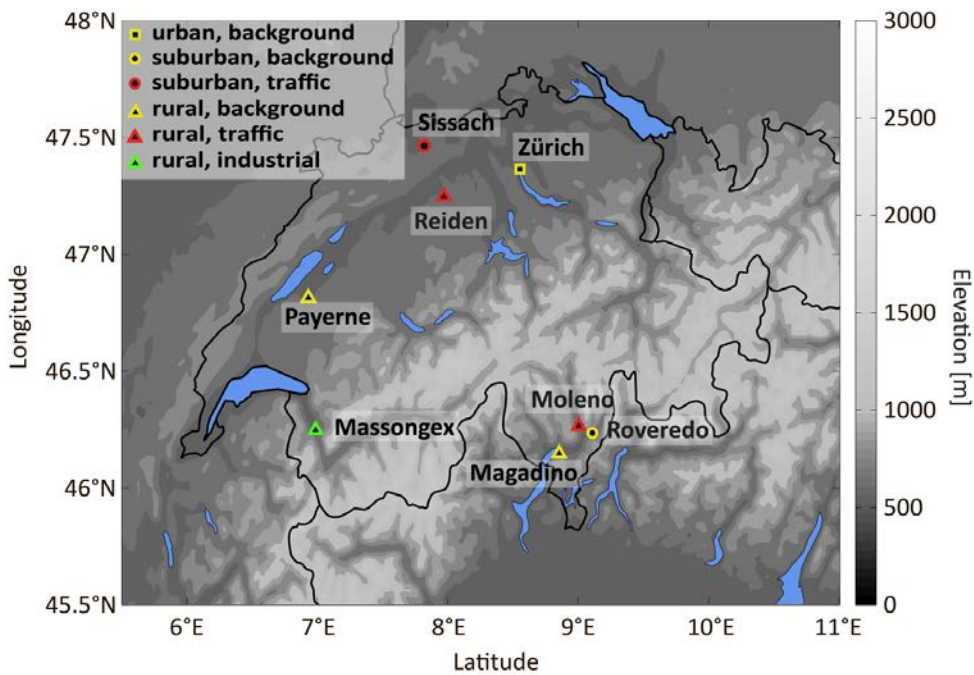 48°N
47.5°N
47°N
46.5°N
46°N
45.5°N
Longitude
urban, background
suburban, background
suburban, traffic
rural, background
rural, traffic
rural, industrial
Sissach
Zürich
Reiden
Payerne
Massongex
Moleno
Roveredo
Magadino
6°E
7°E
8°E
9°E
10°E
11°E
Latitude
3000
2500
2000
1500
1000
500
0
Elevation [m]